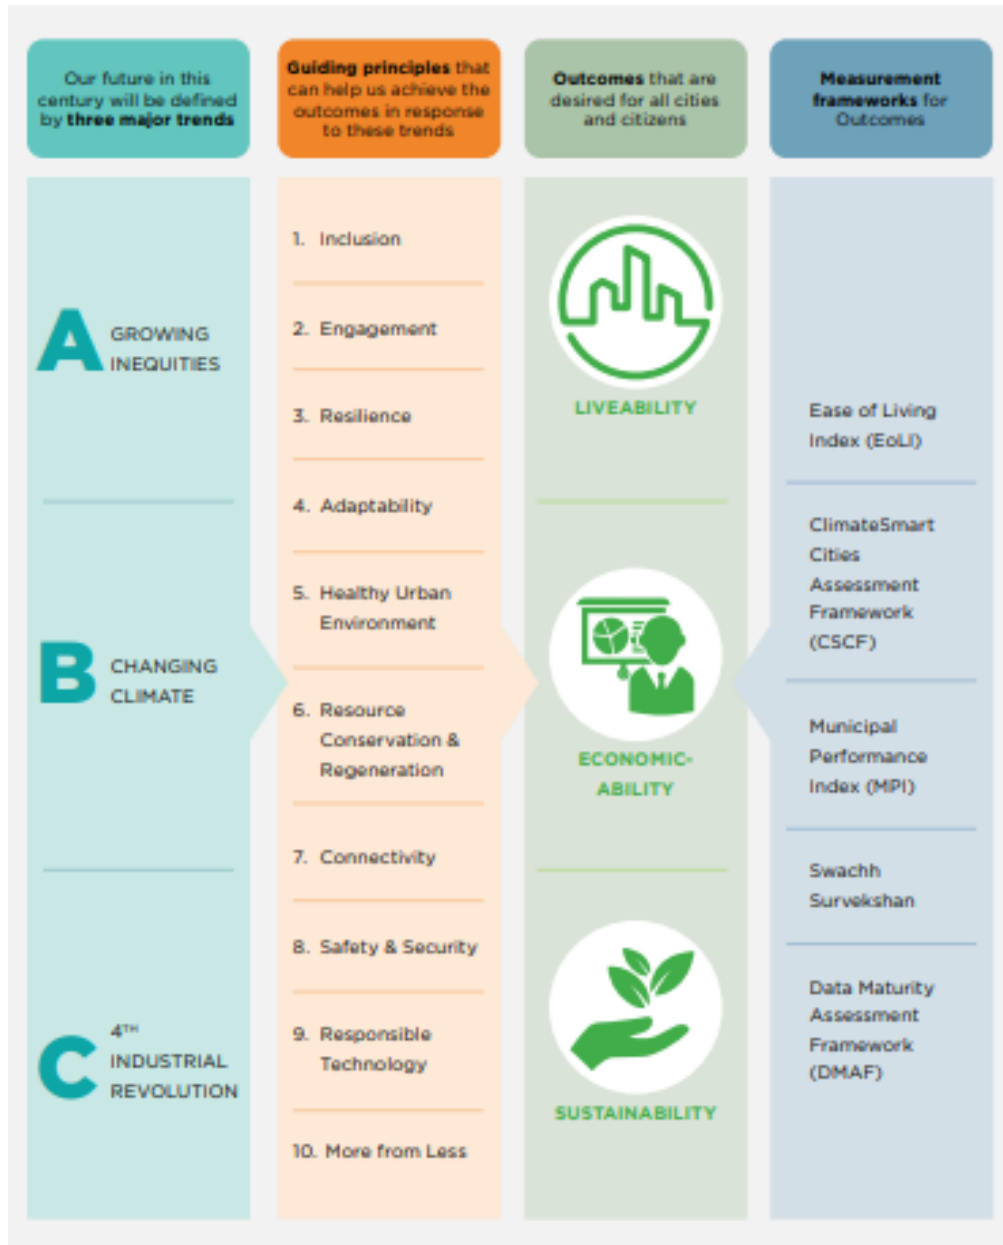 Our future in this
century will be defined
by three major trends
A
GROWING
INEQUITIES
B
CHANGING
CLIMATE
C
4TH
INDUSTRIAL
REVOLUTION
Guiding principles that
can help us achieve the
outcomes in response
to these trends
1. Inclusion
2. Engagement
3. Resilience
4. Adaptability
5. Healthy Urban
Environment
6. Resource
Conservation &
Regeneration
7. Connectivity
8. Safety & Security
9. Responsible
Technology
10. More from Less
Outcomes that are
desired for all cities
and citizens
LIVEABILITY
ECONOMIC-
ABILITY
SUSTAINABILITY
Measurement
frameworks for
Outcomes
Ease of Living
Index (EoLI)
ClimateSmart
Cities
Assessment
Framework
(CSCF)
Municipal
Performance
Index (MPI)
Swachh
Survekshan
Data Maturity
Assessment
Framework
(DMAF)